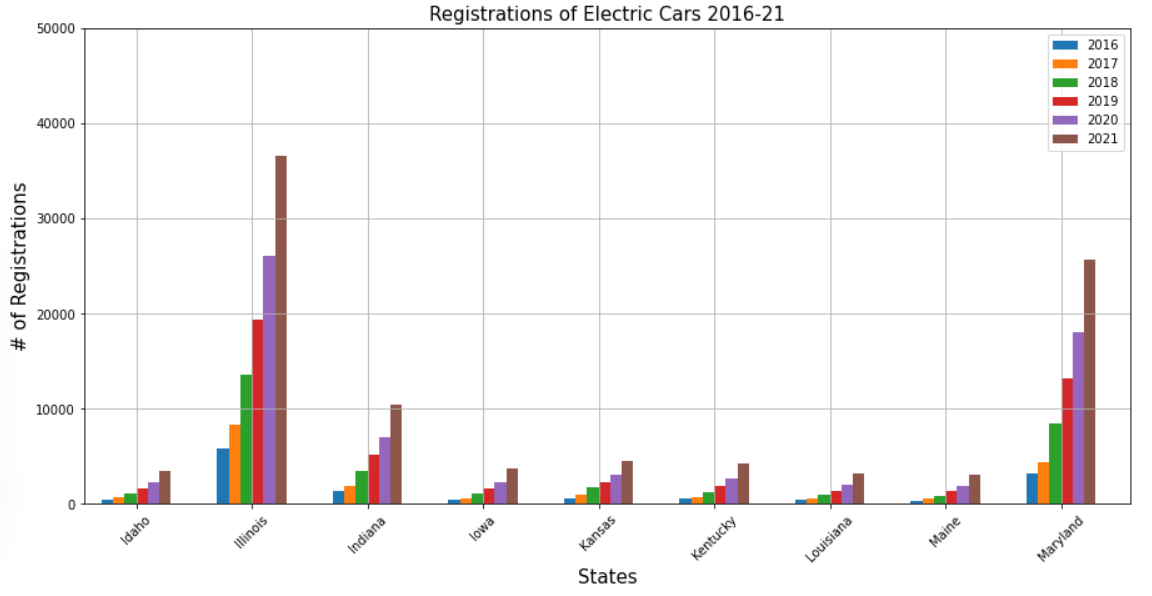 Registrations of Electric Cars 2016-21
50000
40000
30000
20000
10000
0
# of Registrations
2016
2017
2018
2019
2020
2021
Idaho
Illinois
Indiana
Iowa
Kansas
Kentucky
Louisiana
Maine
Maryland
States